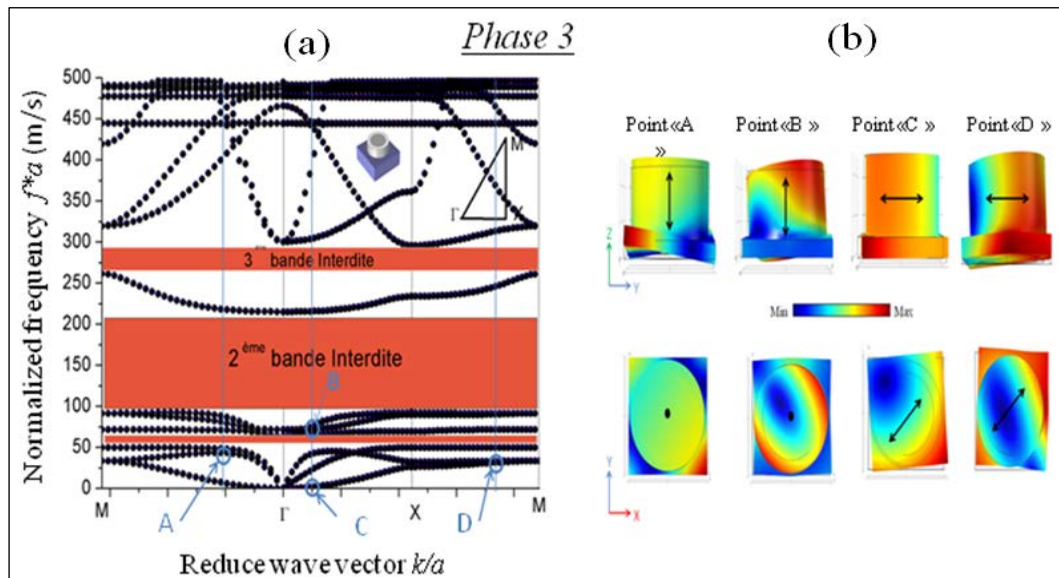 Phase 3
(a)
(b)
Normalized frequency f*a (m/s)
500
450
400
350
300
250
200
150
100
50
0
M
Γ
X
3ème bande Interdite
2ème bande Interdite
B
M
Γ
X
M
A
C
D
Reduce wave vector k/a
Point «A
»
Point «B »
Point «C »
Point «D »
Z
Y
Min
Max
Y
X